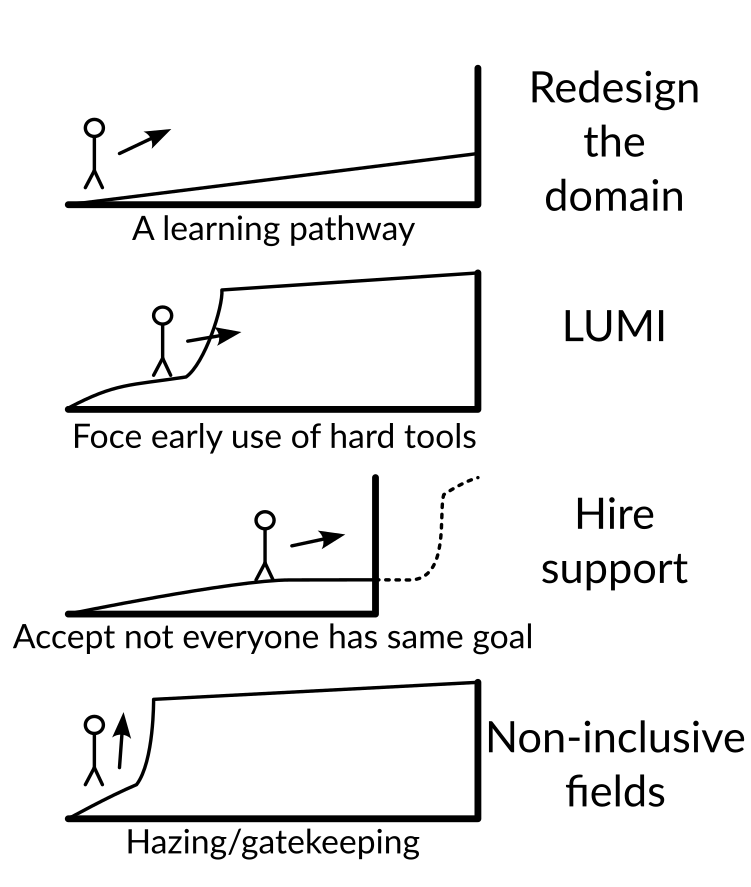 Redesign
the
domain
A learning pathway
LUMI
Foce early use of hard tools
Hire
support
Accept not everyone has same goal
Non-inclusive
fields
Hazing/gatekeeping